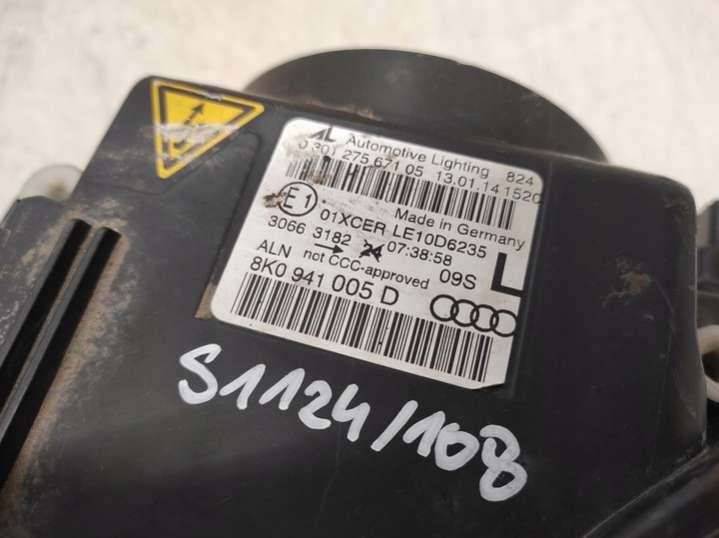 AL Automotive Lighting 824
0 301 275 671 05 13.01.14 1520
Made in Germany
E1 01XCER LE10D6235
3066 3182 → 24 07:38:58
ALN not CCC-approved 09S L
8K0 941 005 D
S1124/108